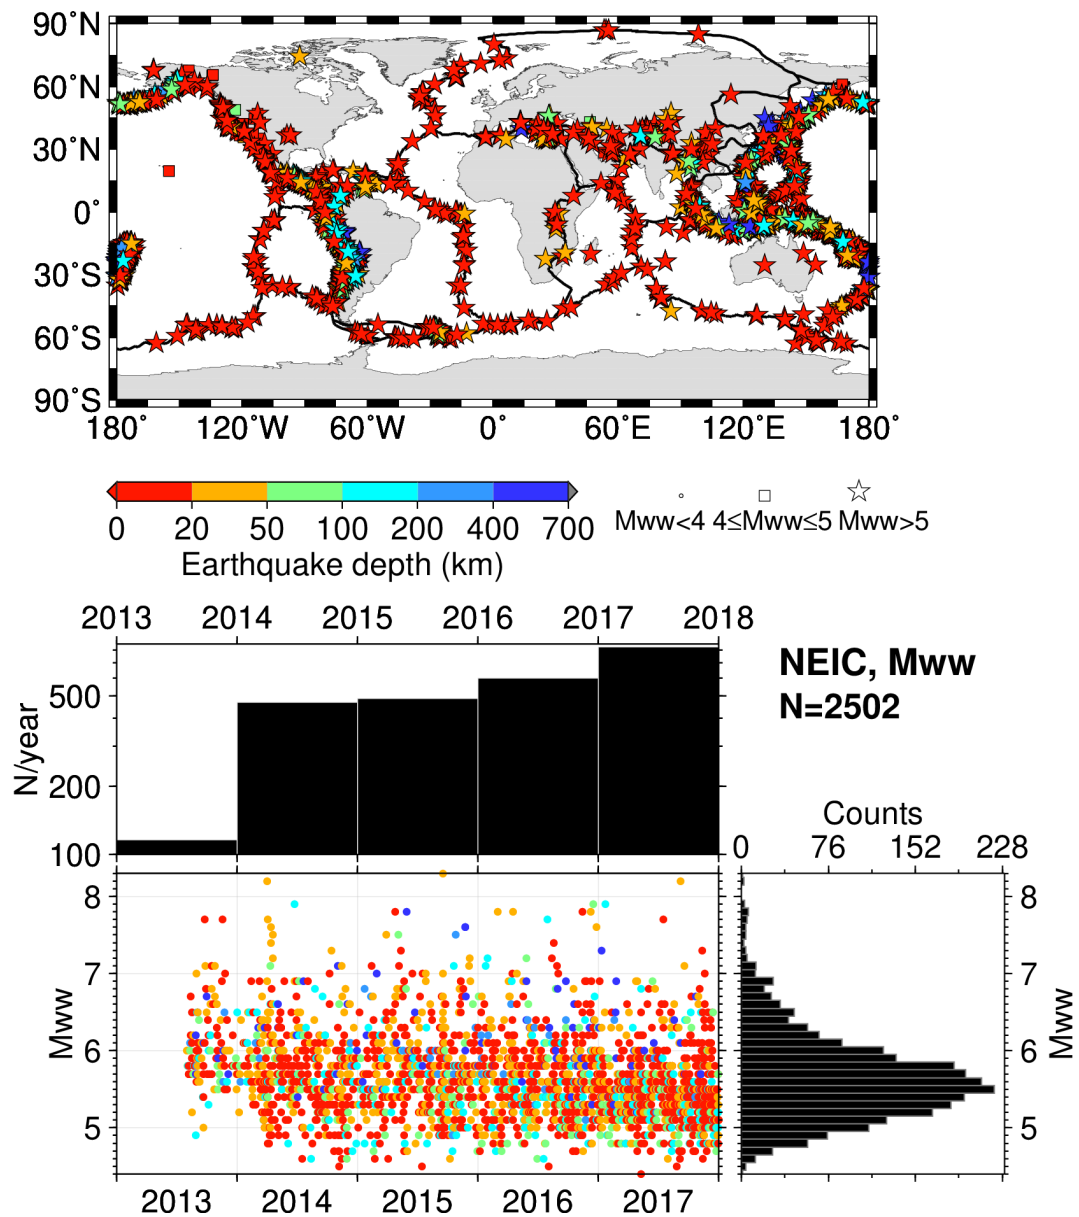 90°N
60°N
30°N
0°
30°S
60°S
90°S
180° 120°W 60°W 0° 60°E 120°E 180°
0 20 50 100 200 400 700
Earthquake depth (km)
Mww<4 4≤Mww≤5 Mww>5
2013 2014 2015 2016 2017 2018
NEIC, Mww
N=2502
N/year
500
200
100
Counts
0 76 152 228
Mww
8
7
6
5
8
7
6
5
Mww
2013 2014 2015 2016 2017